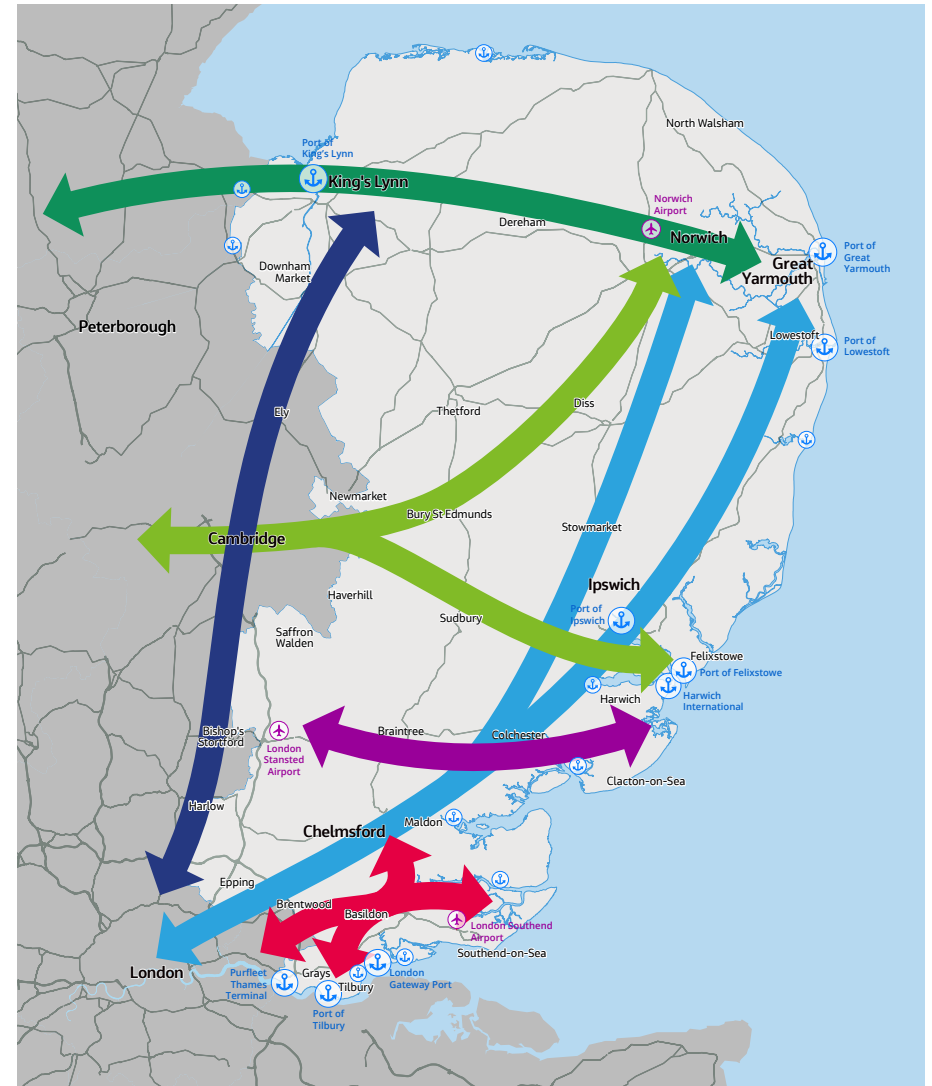 North Walsham
Port of
King's Lynn
King's Lynn
Norwich
Airport
Dereham
Norwich
Port of
Great
Yarmouth
Great
Yarmouth
Downham
Market
Peterborough
Lowestoft
Port of
Lowestoft
Ely
Thetford
Diss
Newmarket
Bury St Edmunds
Stowmarket
Cambridge
Ipswich
Haverhill
Port of
Ipswich
Sudbury
Saffron
Walden
Felixstowe
Port of Felixstowe
Harwich
Harwich
International
Bishop's
Stortford
Braintree
Colchester
London
Stansted
Airport
Clacton-on-Sea
Harlow
Maldon
Chelmsford
Epping
Brentwood
Basildon
London Southend
Airport
Southend-on-Sea
London
Purfleet
Thames
Terminal
Grays
Tilbury
London
Gateway Port
Port of
Tilbury